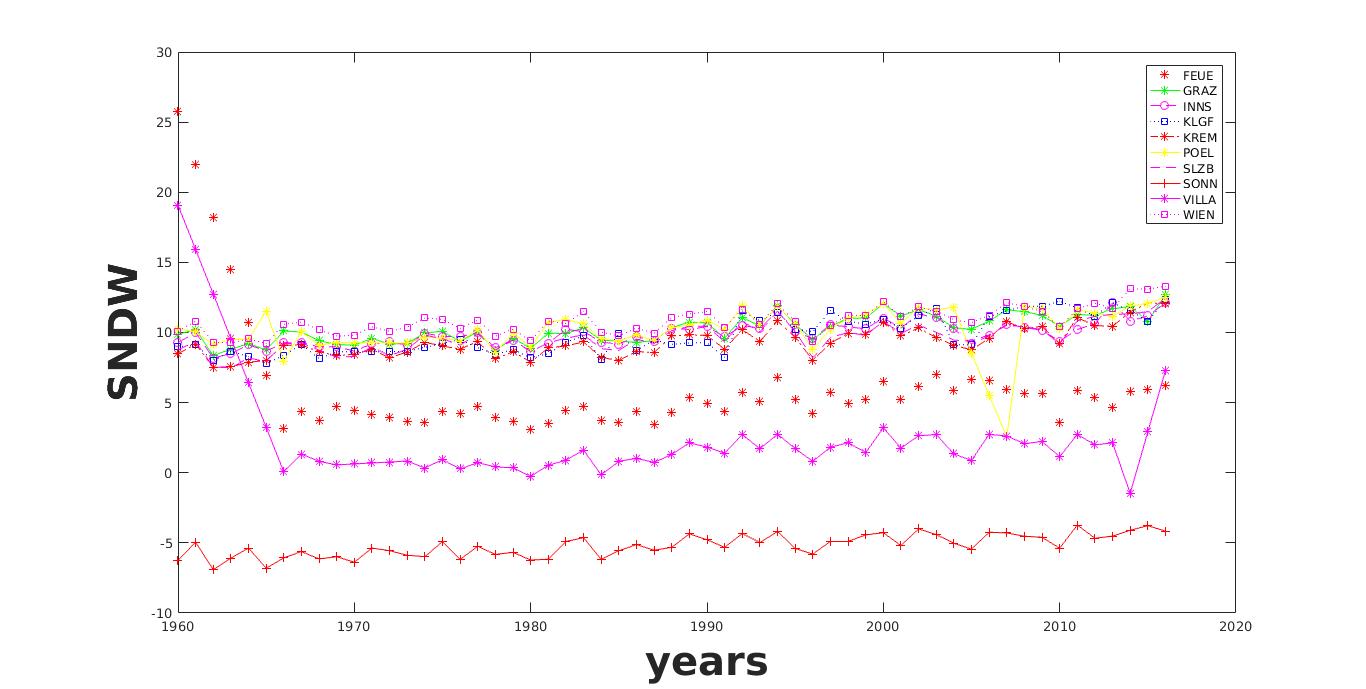 30
25
20
15
10
5
0
-5
-10
SNDW
FEUE
GRAZ
INNS
KLGF
KREM
POEL
SLZB
SONN
VILLA
WIEN
1960 1970 1980 1990 2000 2010 2020
years